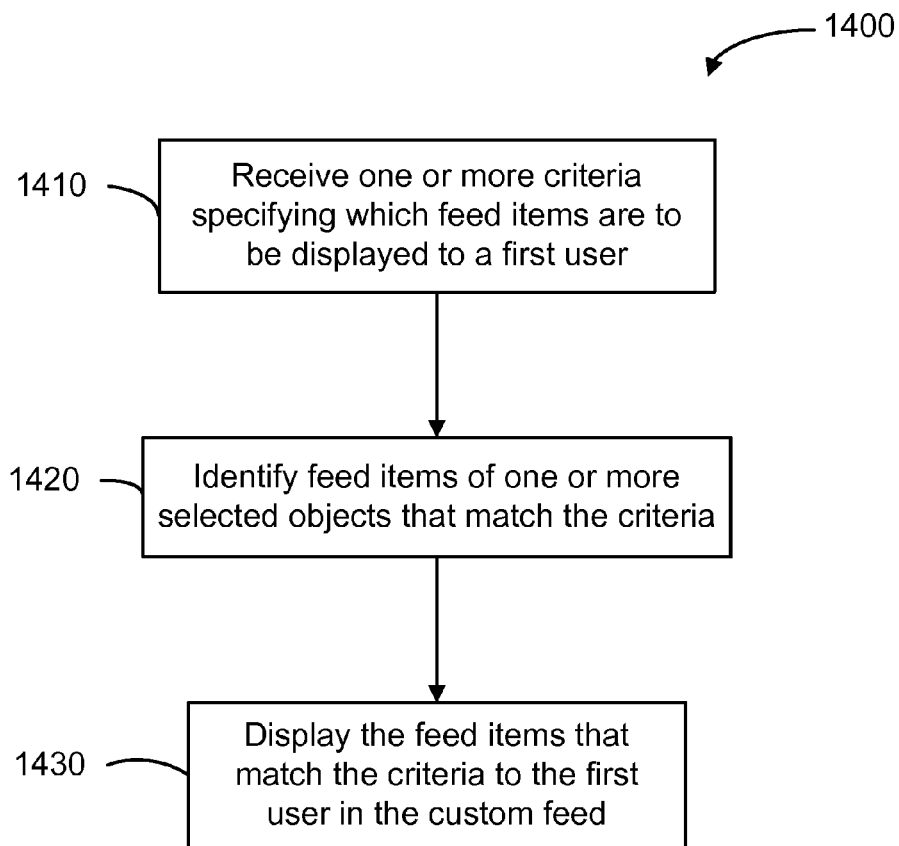 1400
1410
Receive one or more criteria
specifying which feed items are to
be displayed to a first user
1420
Identify feed items of one or more
selected objects that match the criteria
1430
Display the feed items that
match the criteria to the first
user in the custom feed